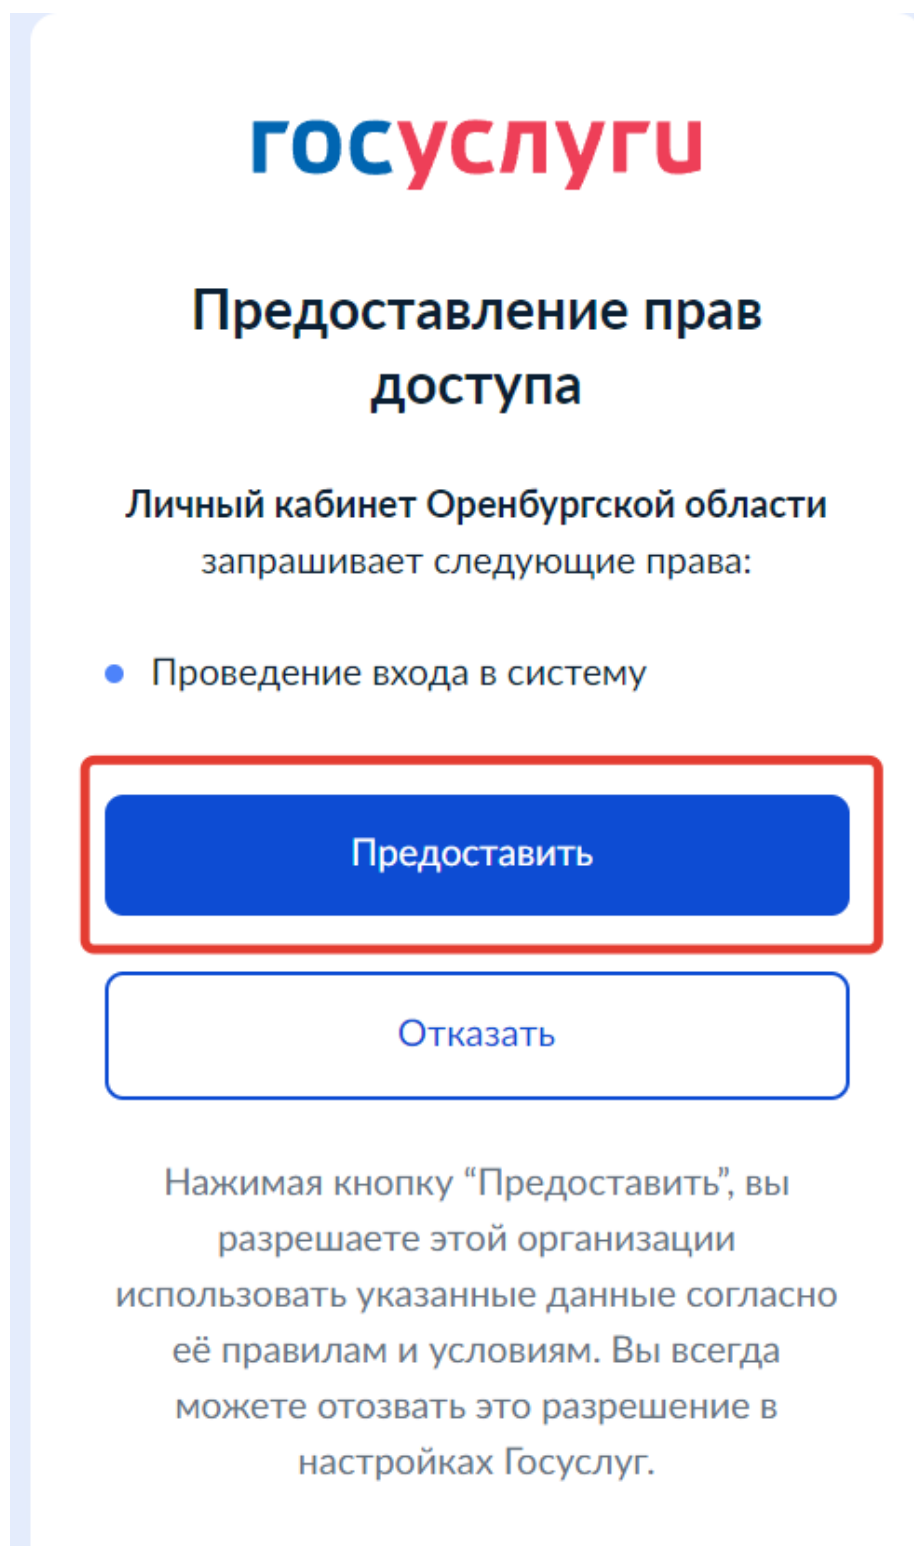 госуслуги
Предоставление прав
доступа
Личный кабинет Оренбургской области
запрашивает следующие права:
Проведение входа в систему
Предоставить
Отказать
Нажимая кнопку “Предоставить”, вы
разрешаете этой организации
использовать указанные данные согласно
её правилам и условиям. Вы всегда
можете отозвать это разрешение в
настройках Госуслуг.